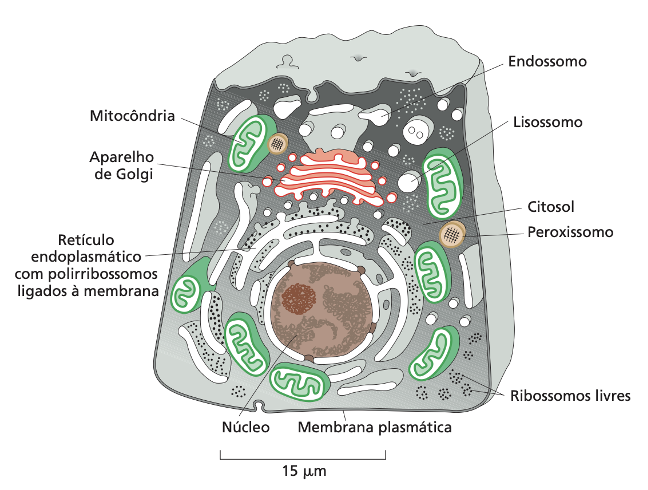 Endossomo
Mitocôndria
Lisossomo
Aparelho
de Golgi
Citosol
Peroxissomo
Retículo
endoplasmático
com polirribossomos
ligados à membrana
Ribossomos livres
Núcleo
Membrana plasmática
15 μm